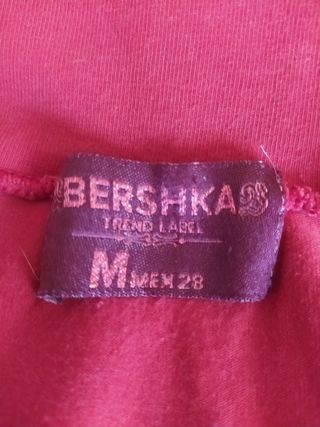 BERSHKA
TREND LABEL
M MEX 28